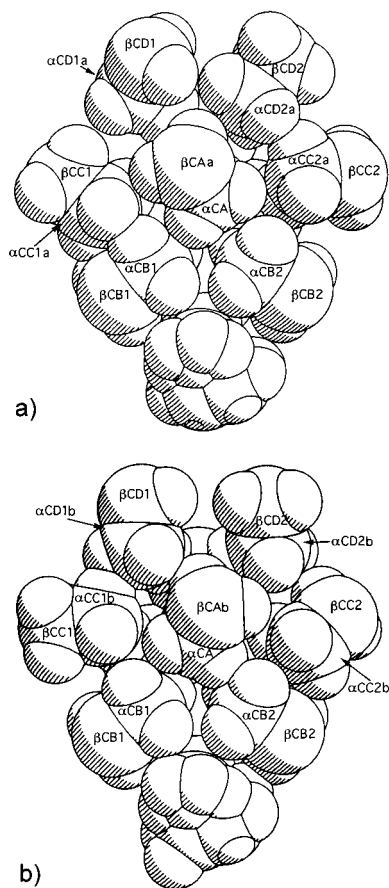 βCD1
αCD1a
βCD2
αCD2a
βCAa
βCC1
αCC2a
βCC2
αCA
αCC1a
αCB1
αCB2
βCB1
βCB2
a)
βCD1
αCD1b
βCD2
αCD2b
αCC1b
βCAb
βCC2
βCC1
αCA
αCC2b
αCB1
αCB2
βCB1
βCB2
b)